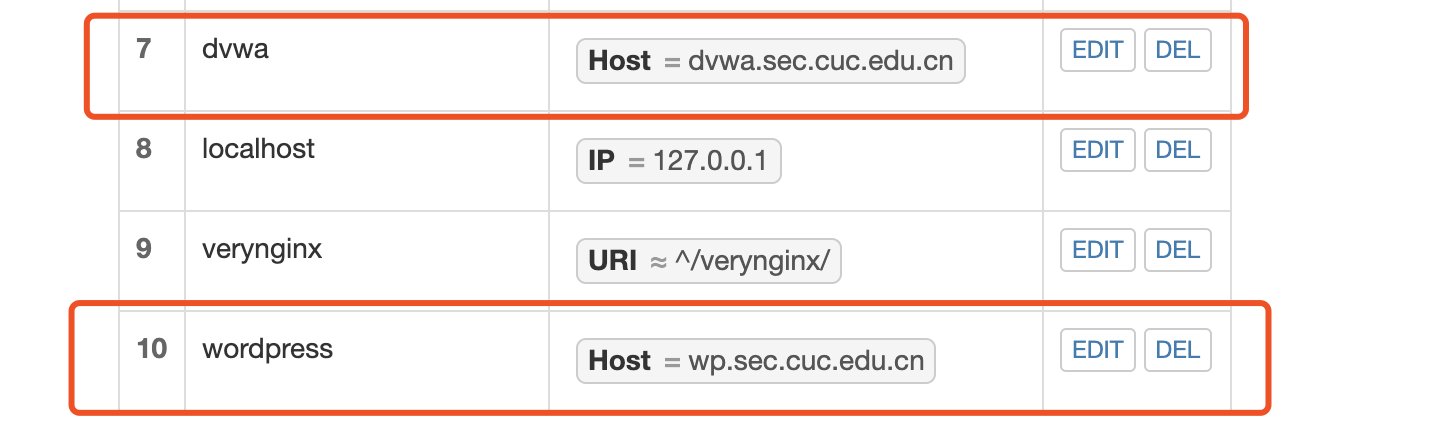 7 dvwa Host = dvwa.sec.cuc.edu.cn EDIT DEL
8 localhost IP = 127.0.0.1 EDIT DEL
9 verynginx URI ≈ ^/verynginx/ EDIT DEL
10 wordpress Host = wp.sec.cuc.edu.cn EDIT DEL